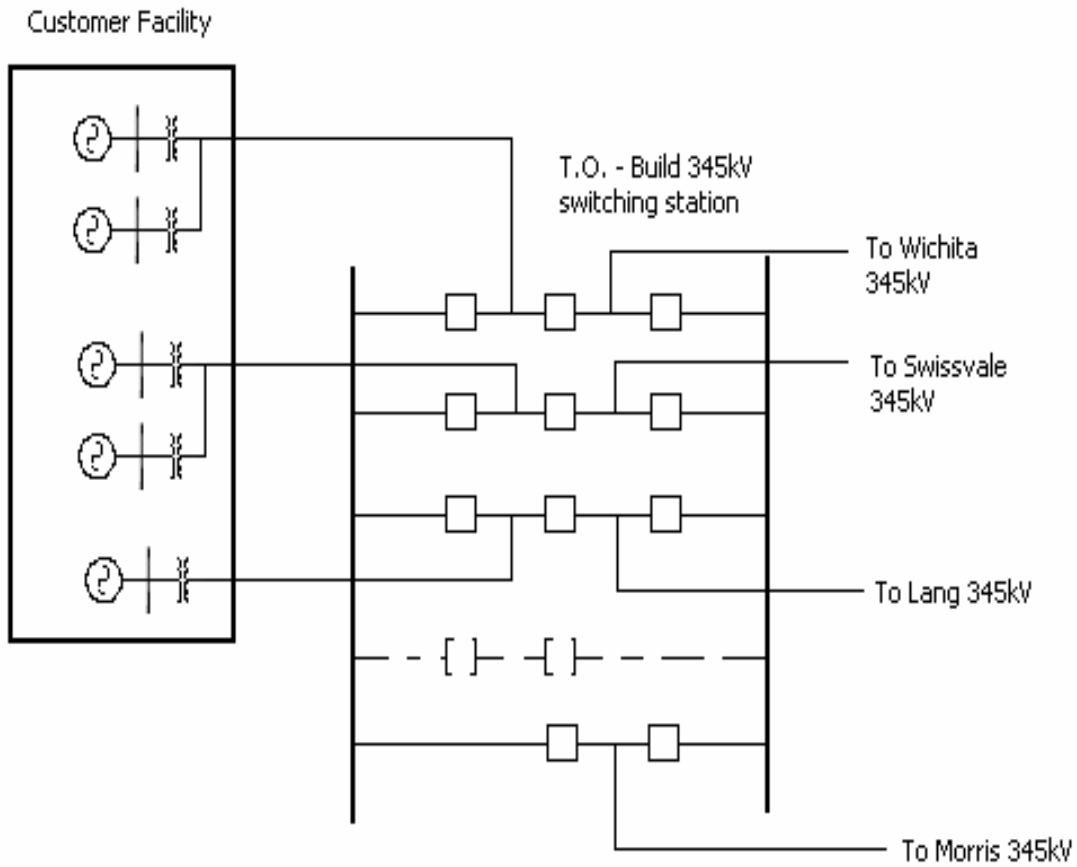 Customer Facility
T.O. - Build 345kV
switching station
To Wichita
345kV
To Swissvale
345kV
To Lang 345kV
To Morris 345kV